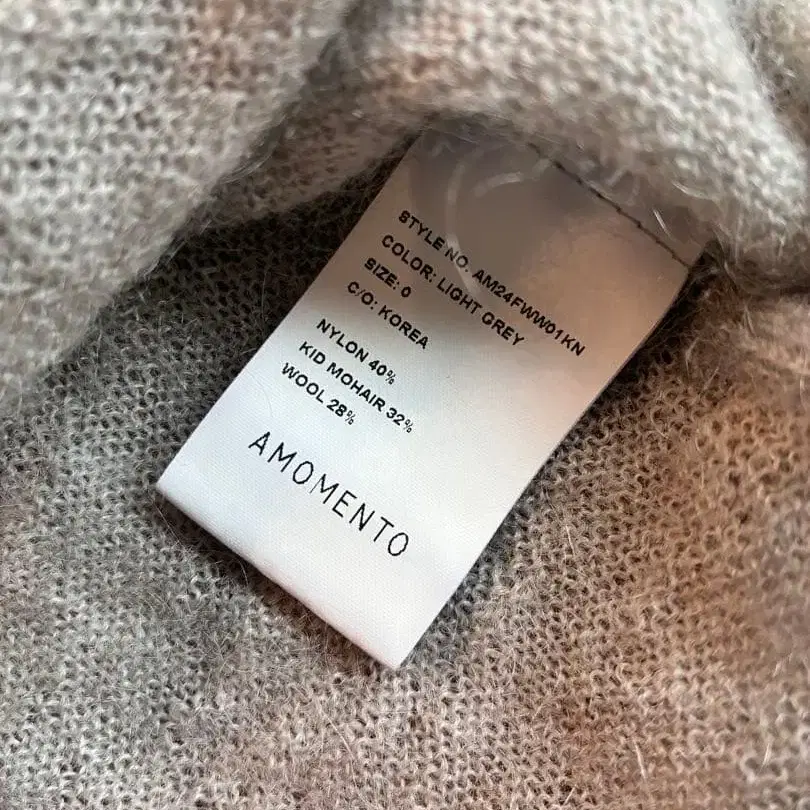 STYLE NO. AM24FWW01KN
COLOR: LIGHT GREY
SIZE: 0
C/O: KOREA
NYLON 40%
KID MOHAIR 32%
WOOL 28%
AMOMENTO